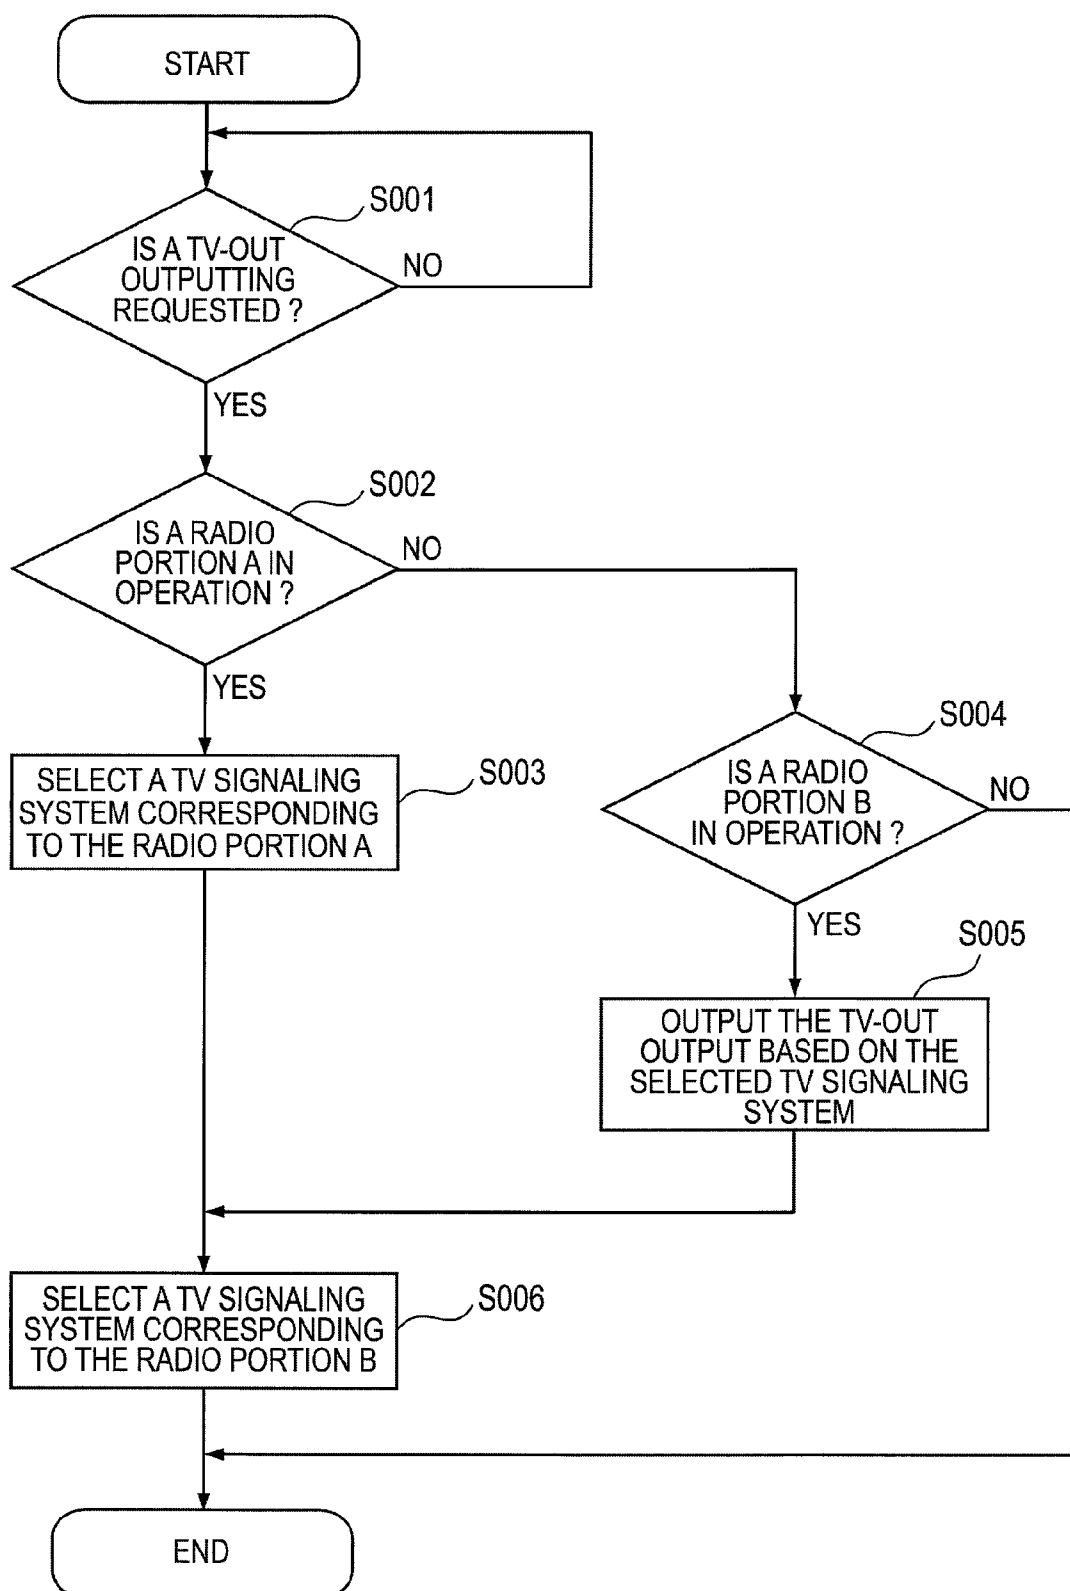 START
S001
IS A TV-OUT
OUTPUTTING
REQUESTED ?
NO
YES
S002
IS A RADIO
PORTION A IN
OPERATION ?
NO
YES
S003
SELECT A TV SIGNALING
SYSTEM CORRESPONDING
TO THE RADIO PORTION A
S004
IS A RADIO
PORTION B
IN OPERATION ?
NO
YES
S005
OUTPUT THE TV-OUT
OUTPUT BASED ON THE
SELECTED TV SIGNALING
SYSTEM
S006
SELECT A TV SIGNALING
SYSTEM CORRESPONDING
TO THE RADIO PORTION B
END